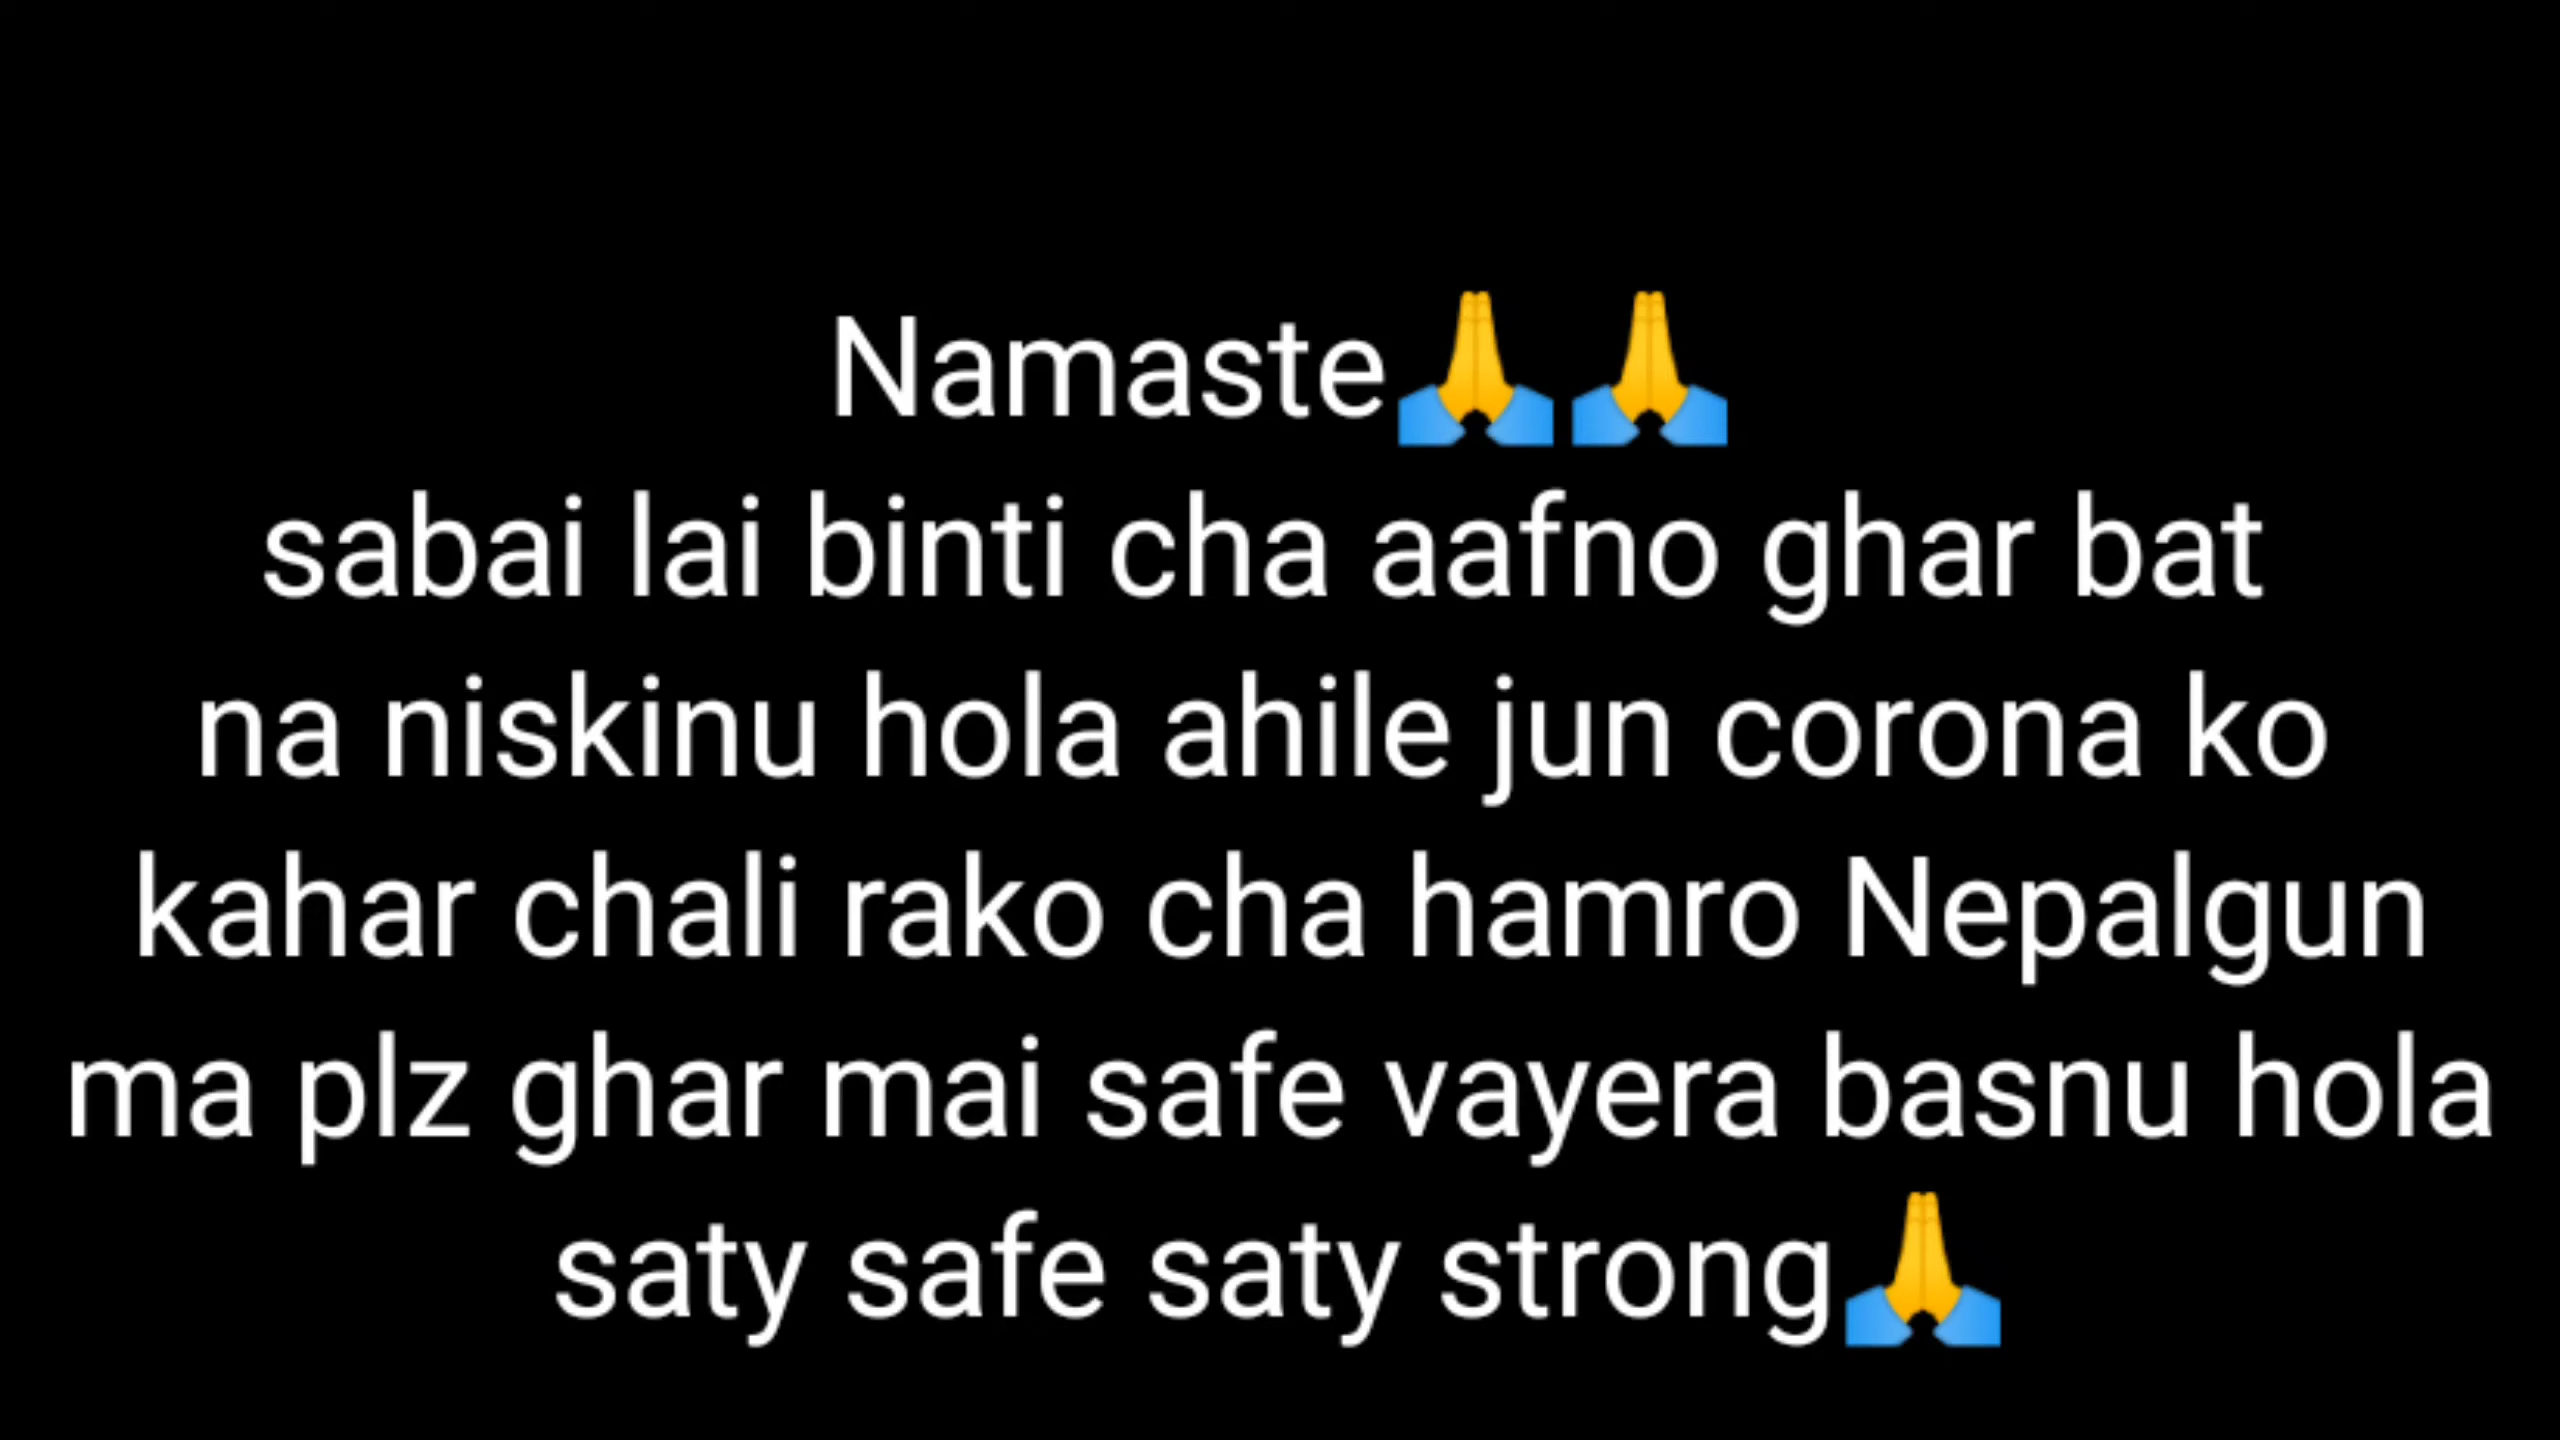 Namaste🙏🙏
sabai lai binti cha aafno ghar bat
na niskinu hola ahile jun corona ko
kahar chali rako cha hamro Nepalgun
ma plz ghar mai safe vayera basnu hola
saty safe saty strong🙏